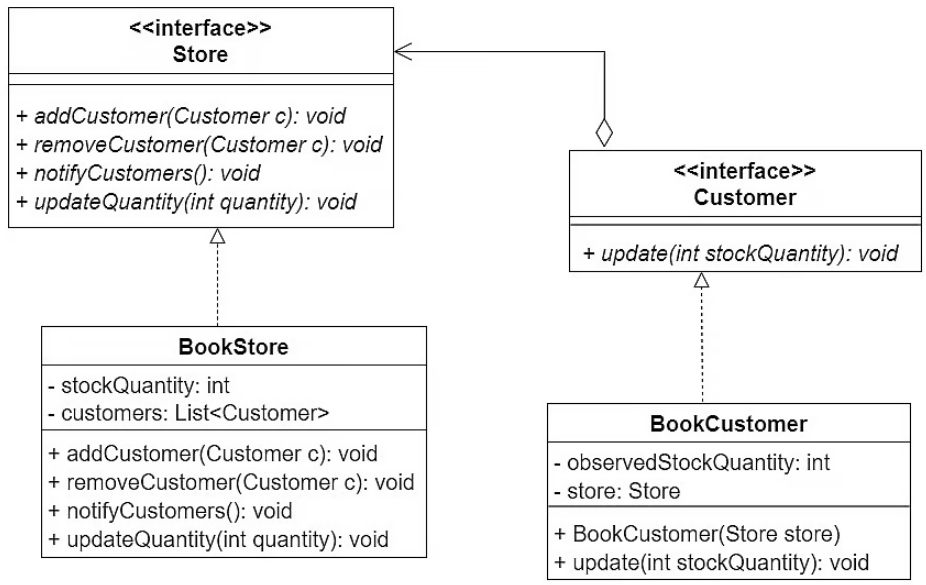 <<interface>>
Store
+ addCustomer(Customer c): void
+ removeCustomer(Customer c): void
+ notifyCustomers(): void
+ updateQuantity(int quantity): void
<<interface>>
Customer
+ update(int stockQuantity): void
BookStore
- stockQuantity: int
- customers: List<Customer>
+ addCustomer(Customer c): void
+ removeCustomer(Customer c): void
+ notifyCustomers(): void
+ updateQuantity(int quantity): void
BookCustomer
- observedStockQuantity: int
- store: Store
+ BookCustomer(Store store)
+ update(int stockQuantity): void